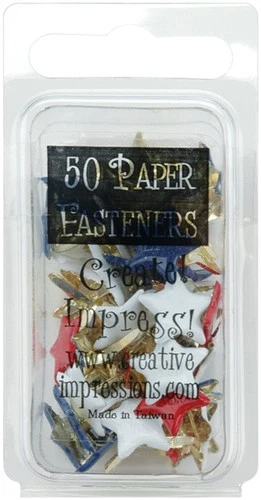 50 PAPER
FASTENERS
Create!
Impress!
www.creative
impressions.com
Made in Taiwan